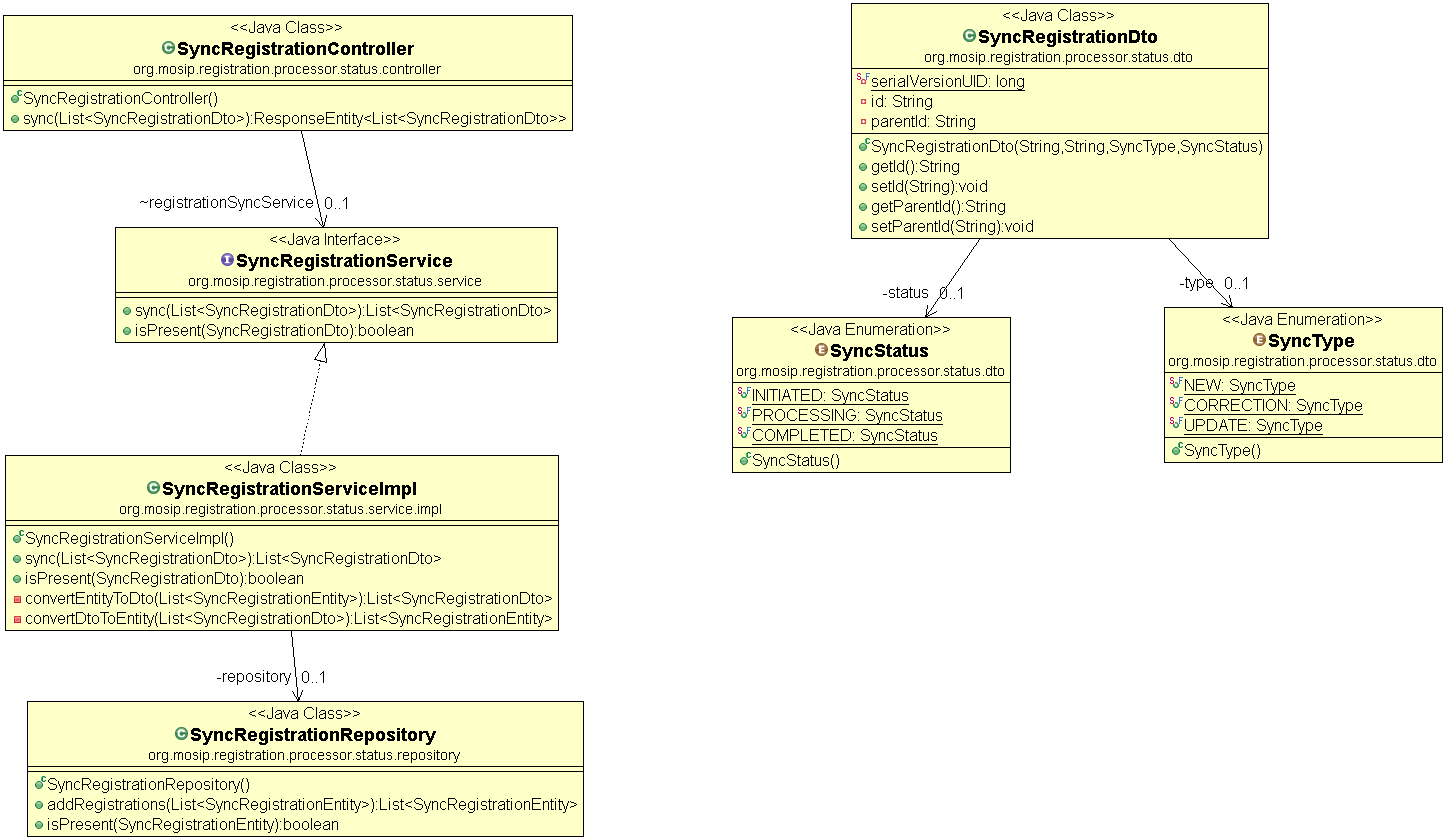 <<Java Class>>
SyncRegistrationController
org.mosip.registration.processor.status.controller
SyncRegistrationController()
sync(List<SyncRegistrationDto>):ResponseEntity<List<SyncRegistrationDto>>
~registrationSyncService 0..1
<<Java Interface>>
SyncRegistrationService
org.mosip.registration.processor.status.service
sync(List<SyncRegistrationDto>):List<SyncRegistrationDto>
isPresent(SyncRegistrationDto):boolean
<<Java Class>>
SyncRegistrationServiceImpl
org.mosip.registration.processor.status.service.impl
SyncRegistrationServiceImpl()
sync(List<SyncRegistrationDto>):List<SyncRegistrationDto>
isPresent(SyncRegistrationDto):boolean
convertEntityToDto(List<SyncRegistrationEntity>):List<SyncRegistrationDto>
convertDtoToEntity(List<SyncRegistrationDto>):List<SyncRegistrationEntity>
-repository 0..1
<<Java Class>>
SyncRegistrationRepository
org.mosip.registration.processor.status.repository
SyncRegistrationRepository()
addRegistrations(List<SyncRegistrationEntity>):List<SyncRegistrationEntity>
isPresent(SyncRegistrationEntity):boolean
<<Java Class>>
SyncRegistrationDto
org.mosip.registration.processor.status.dto
serialVersionUID: long
id: String
parentId: String
SyncRegistrationDto(String,String,SyncType,SyncStatus)
getId():String
setId(String):void
getParentId():String
setParentId(String):void
-status 0..1
-type 0..1
<<Java Enumeration>>
SyncStatus
org.mosip.registration.processor.status.dto
INITIATED: SyncStatus
PROCESSING: SyncStatus
COMPLETED: SyncStatus
SyncStatus()
<<Java Enumeration>>
SyncType
org.mosip.registration.processor.status.dto
NEW: SyncType
CORRECTION: SyncType
UPDATE: SyncType
SyncType()